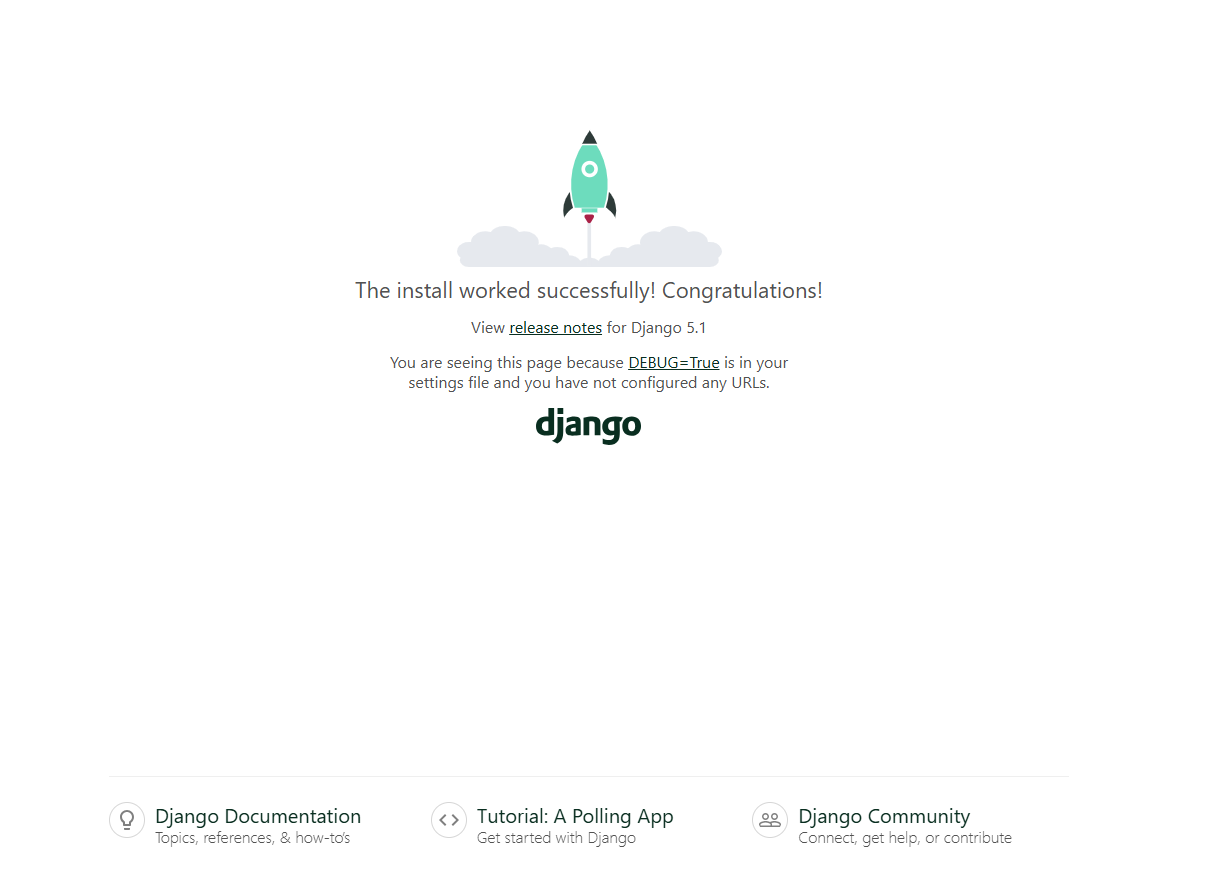 The install worked successfully! Congratulations!
View release notes for Django 5.1
You are seeing this page because DEBUG=True is in your
settings file and you have not configured any URLs.
django
Django Documentation
Topics, references, & how-to's
Tutorial: A Polling App
Get started with Django
Django Community
Connect, get help, or contribute